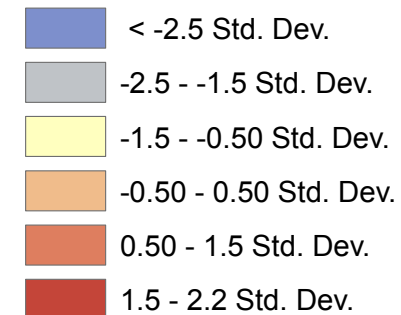 < -2.5 Std. Dev.
-2.5 - -1.5 Std. Dev.
-1.5 - -0.50 Std. Dev.
-0.50 - 0.50 Std. Dev.
0.50 - 1.5 Std. Dev.
1.5 - 2.2 Std. Dev.